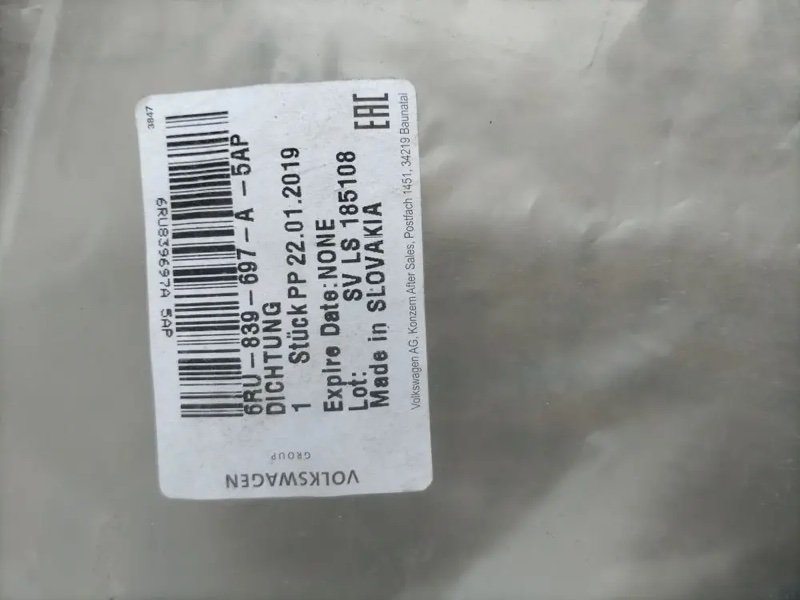 3847
6RU839697A 5AP
6RU-839-697-A -5AP
DICHTUNG
1 Stück PP 22.01.2019
Expire Date: NONE
Lot: SV LS 185108
Made in SLOVAKIA
EAC
Volkswagen AG, Konzern After Sales, Postfach 1451, 34219 Baunatal
VOLKSWAGEN
GROUP